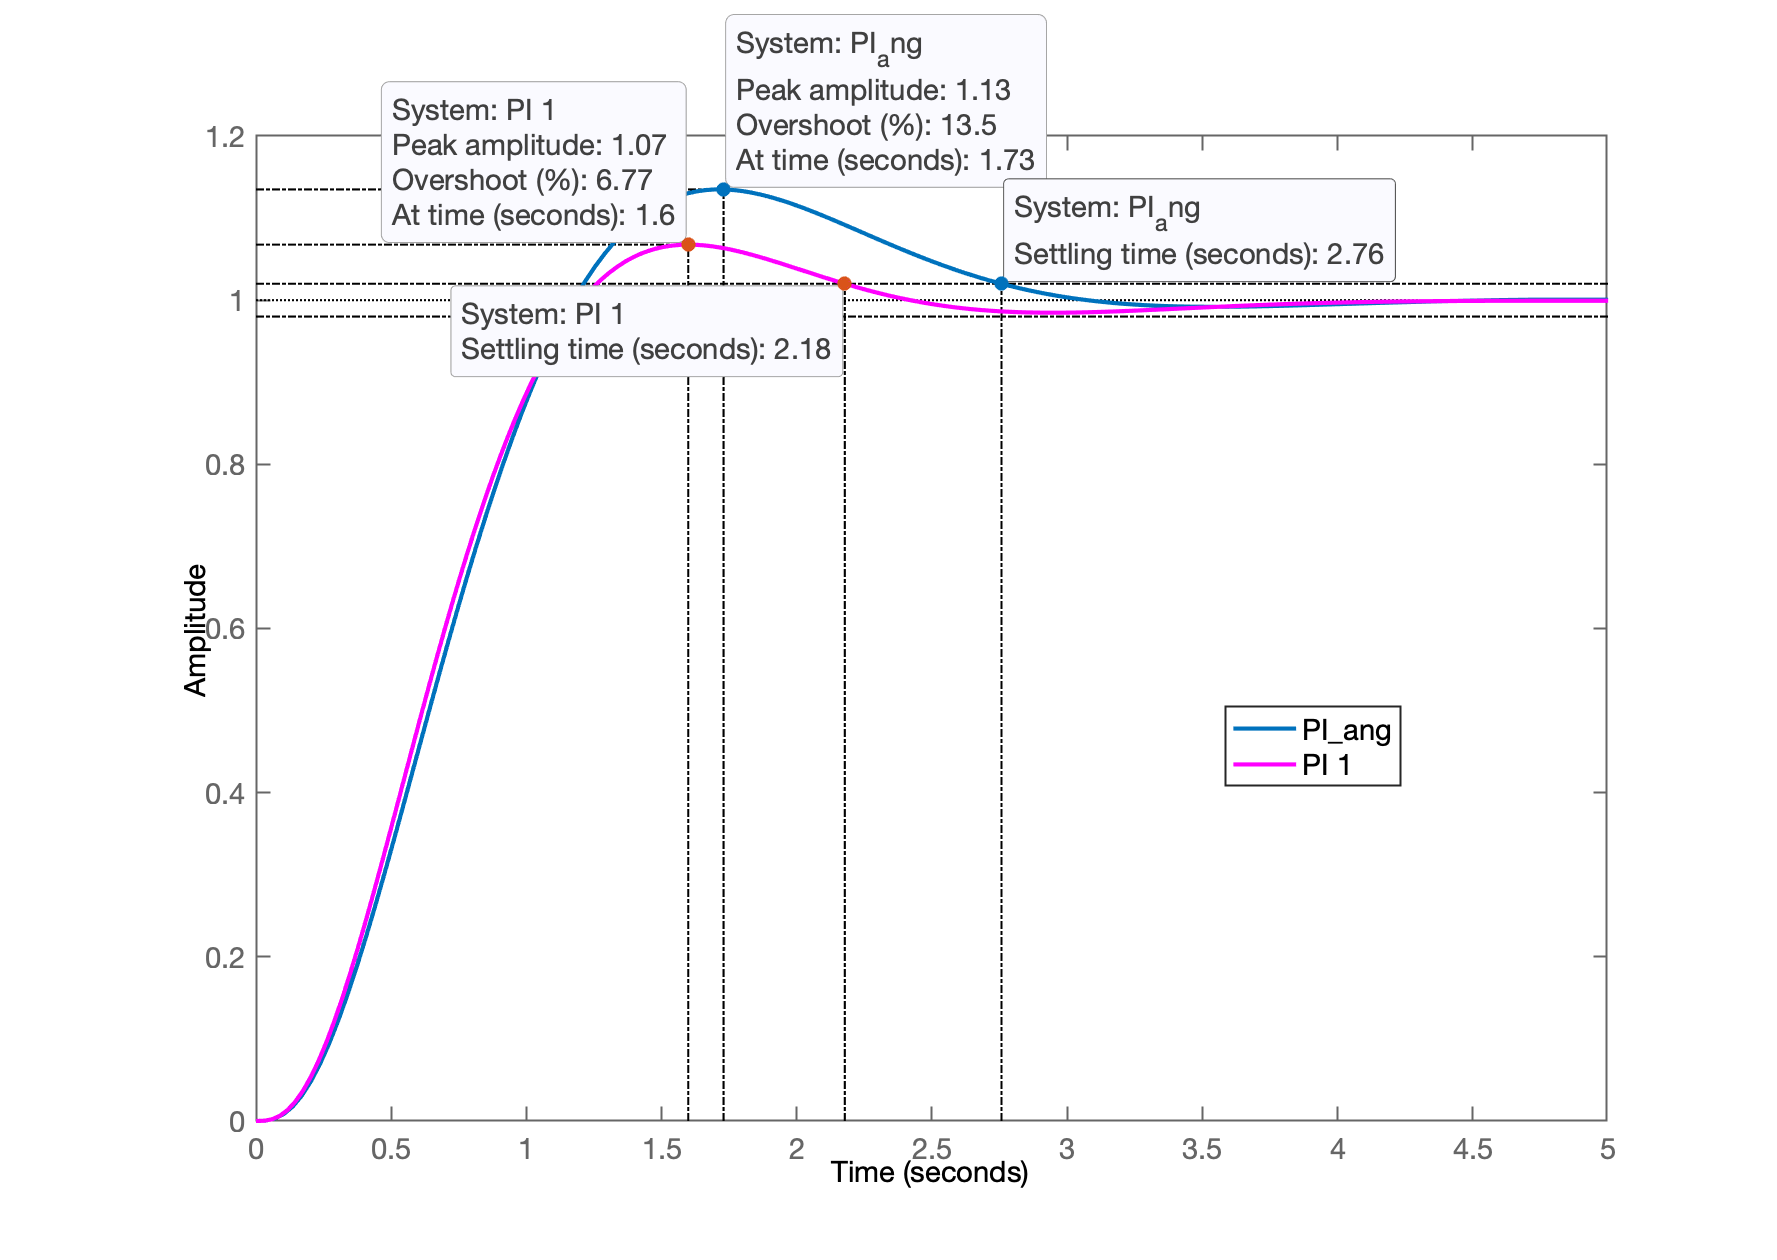 System: PIang
Peak amplitude: 1.13
Overshoot (%): 13.5
At time (seconds): 1.73
System: PI 1
Peak amplitude: 1.07
Overshoot (%): 6.77
At time (seconds): 1.6
System: PIang
Settling time (seconds): 2.76
System: PI 1
Settling time (seconds): 2.18
1.2
1
0.8
0.6
0.4
0.2
0
Amplitude
PI_ang
PI 1
0 0.5 1 1.5 2 2.5 3 3.5 4 4.5 5
Time (seconds)